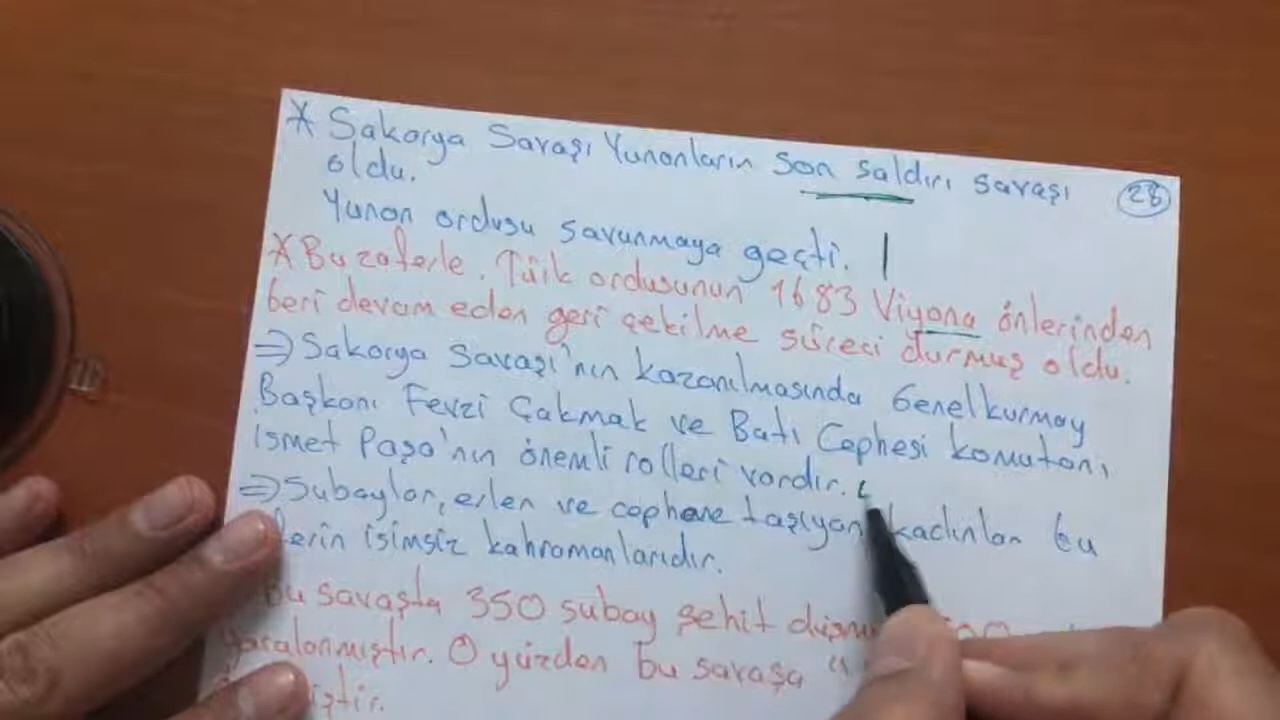 * Sakarya Savaşı Yunanların son saldırı savaşı
oldu.
28
Yunan ordusu savunmaya geçti.
* Bu zaferle, Türk ordusunun 1683 Viyana önlerinden
beri devam eden geri çekilme süreci durmuş oldu.
⇒ Sakarya Savaşı'nın kazanılmasında Genelkurmay
Başkanı Fevzi Çakmak ve Batı Cephesi komutanı
İsmet Paşa'nın önemli rolleri vardır.
⇒ Subaylar, erler ve cephane taşıyan kadınlar bu
lerin isimsiz kahramanlarıdır.
Bu savaşta 350 subay şehit
yaralanmıştır. O yüzden bu savaşa "